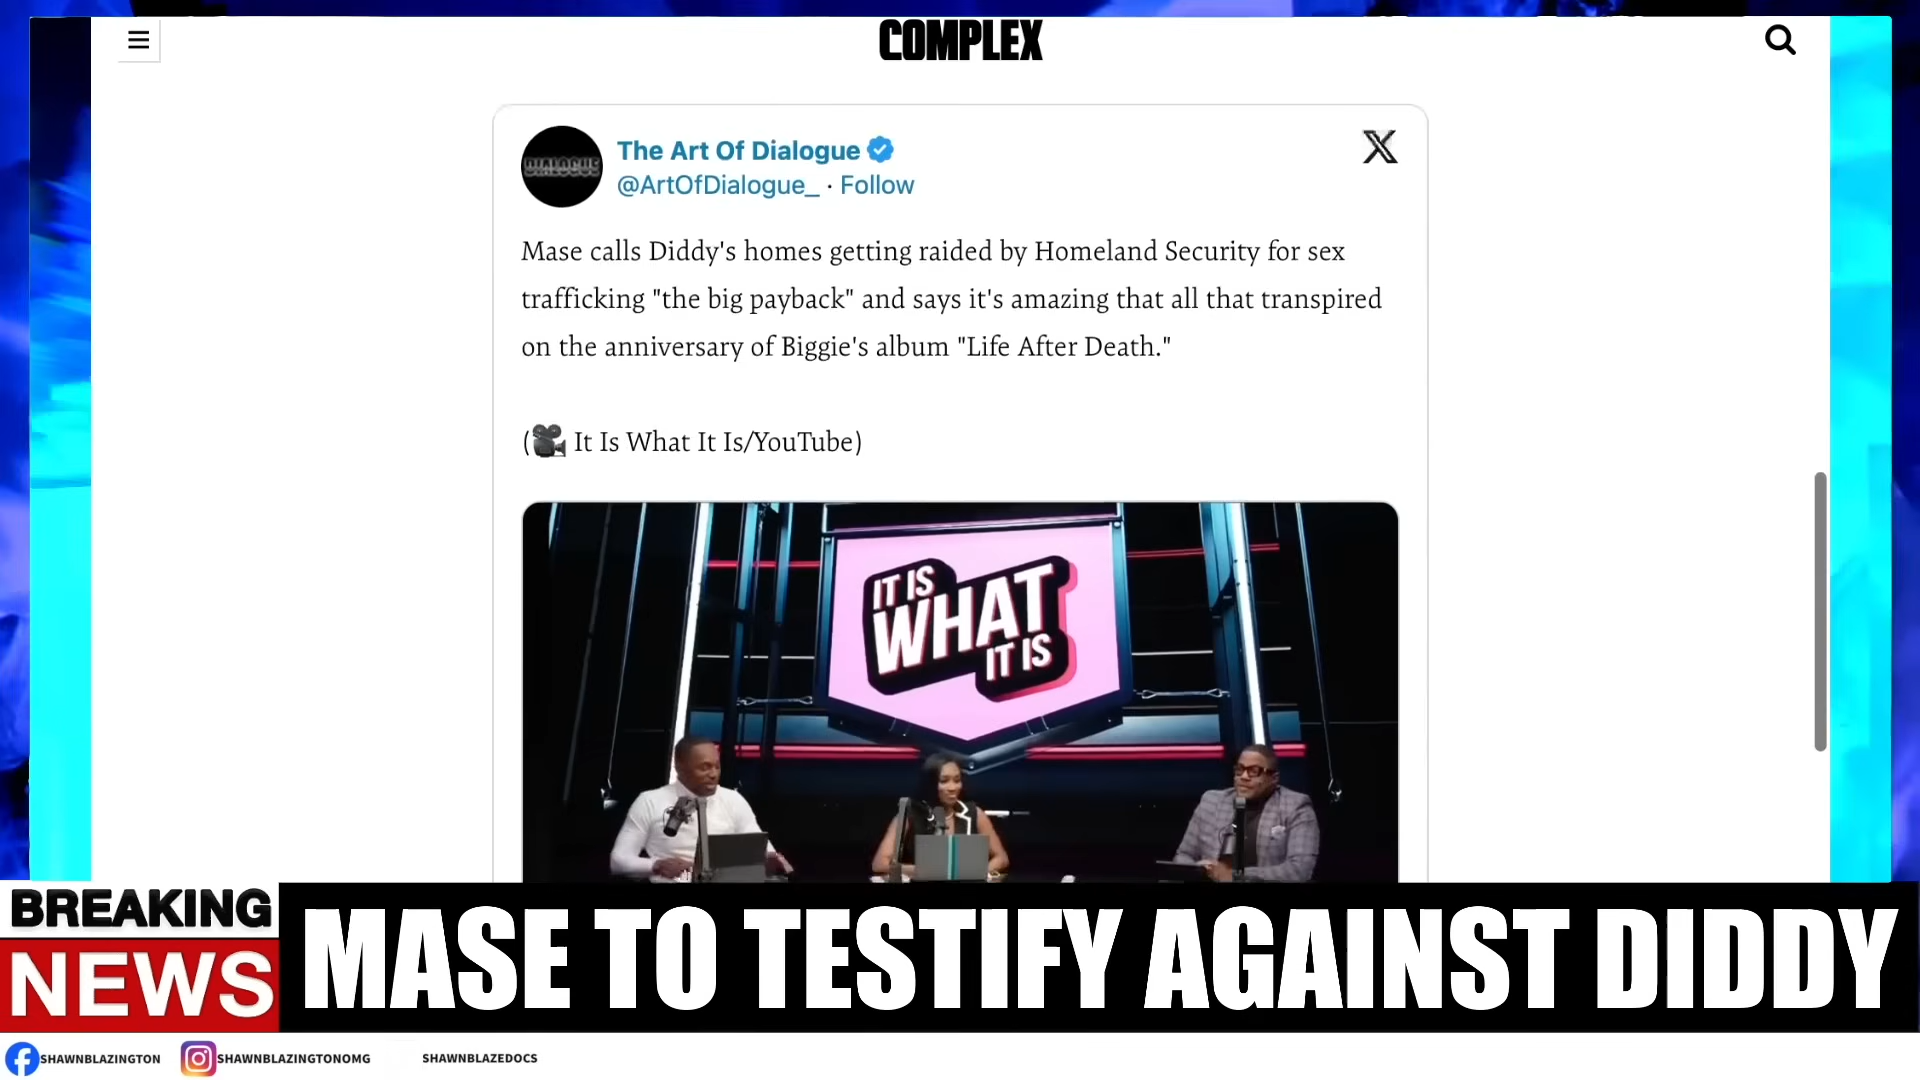 COMPLEX
DIALOGUE
The Art Of Dialogue
@ArtOfDialogue_ · Follow
Mase calls Diddy's homes getting raided by Homeland Security for sex
trafficking "the big payback" and says it's amazing that all that transpired
on the anniversary of Biggie's album "Life After Death."
(🎥 It Is What It Is/YouTube)
IT IS
WHAT
IT IS
BREAKING
NEWS
MASE TO TESTIFY AGAINST DIDDY
SHAWNBLAZINGTON
SHAWNBLAZINGTONOMG
SHAWNBLAZEDOCS